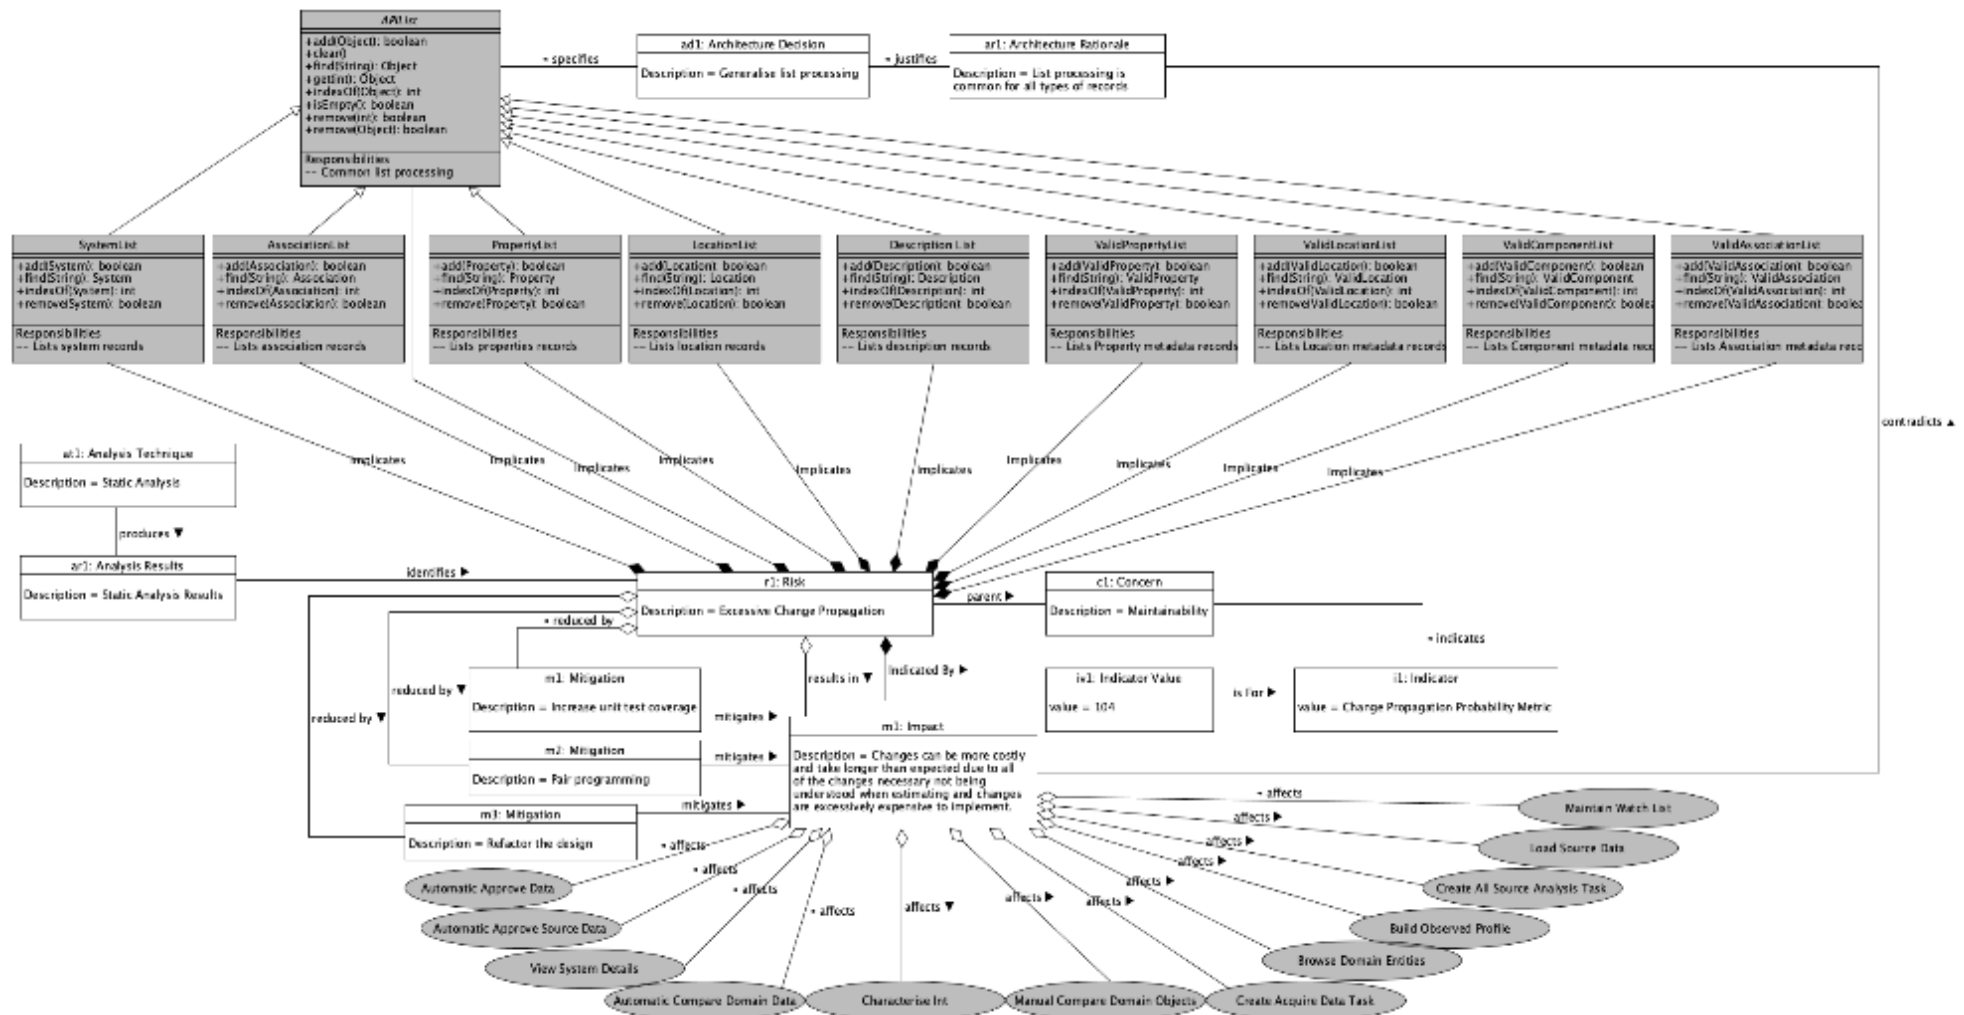 APIList
+add(Object): boolean
+clear()
+find(String): Object
+get(int): Object
+indexOf(Object): int
+isEmpty(): boolean
+remove(int): boolean
+remove(Object): boolean
Responsibilities
-- Common list processing
specifies
ad1: Architecture Decision
Description = Generalise list processing
justifies
ar1: Architecture Rationale
Description = List processing is
common for all types of records
SystemList
+add(System): boolean
+find(String): System
+indexOf(System): int
+remove(System): boolean
Responsibilities
-- Lists system records
AssociationList
+add(Association): boolean
+find(String): Association
+indexOf(Association): int
+remove(Association): boolean
Responsibilities
-- Lists association records
PropertyList
+add(Property): boolean
+find(String): Property
+indexOf(Property): int
+remove(Property): boolean
Responsibilities
-- Lists properties records
LocationList
+add(Location): boolean
+find(String): Location
+indexOf(Location): int
+remove(Location): boolean
Responsibilities
-- Lists location records
Description List
+add(Description): boolean
+find(String): Description
+indexOf(Description): int
+remove(Description): boolean
Responsibilities
-- Lists description records
ValidPropertyList
+add(ValidProperty): boolean
+find(String): ValidProperty
+indexOf(ValidProperty): int
+remove(ValidProperty): boolean
Responsibilities
-- Lists Property metadata records
ValidLocationList
+add(ValidLocation): boolean
+find(String): ValidLocation
+indexOf(ValidLocation): int
+remove(ValidLocation): boolea
Responsibilities
-- Lists Location metadata records
ValidComponentList
+add(ValidComponent): boolean
+find(String): ValidComponent
+indexOf(ValidComponent): int
+remove(ValidComponent): boolea
Responsibilities
-- Lists Component metadata reco
ValidAssociationList
+add(ValidAssociation): boolean
+find(String): ValidAssociation
+indexOf(ValidAssociation): int
+remove(ValidAssociation): boolea
Responsibilities
-- Lists Association metadata reco
contradicts ▲
Implicates
Implicates
Implicates
Implicates
Implicates
Implicates
Implicates
Implicates
Implicates
Implicates
at1: Analysis Technique
Description = Static Analysis
produces ▼
ar1: Analysis Results
Description = Static Analysis Results
identifies ▶
r1: Risk
Description = Excessive Change Propagation
parent ▶
c1: Concern
Description = Maintainability
indicates
reduced by
reduced by ▼
reduced by ▼
results in ▼
Indicated By ▶
m1: Mitigation
Description = Increase unit test coverage
mitigates ▶
m2: Mitigation
Description = Pair programming
mitigates ▶
m3: Mitigation
Description = Refactor the design
mitigates ▶
iv1: Indicator Value
value = 104
is For ▶
i1: Indicator
value = Change Propagation Probability Metric
m1: Impact
Description = Changes can be more costly
and take longer than expected due to all
of the changes necessary not being
understood when estimating and changes
are excessively expensive to implement.
affects
affects
affects
affects
affects ▼
affects ▶
affects ▶
affects ▶
affects ▶
affects ▶
affects ▶
affects
Automatic Approve Data
Automatic Approve Source Data
View System Details
Automatic Compare Domain Data
Characterise Int
Manual Compare Domain Objects
Create Acquire Data Task
Browse Domain Entities
Build Observed Profile
Create All Source Analysis Task
Load Source Data
Maintain Watch List